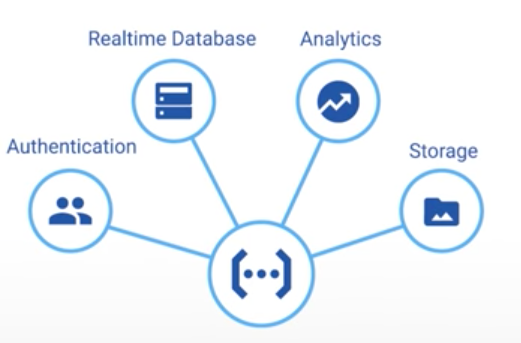 Realtime Database
Analytics
Authentication
Storage